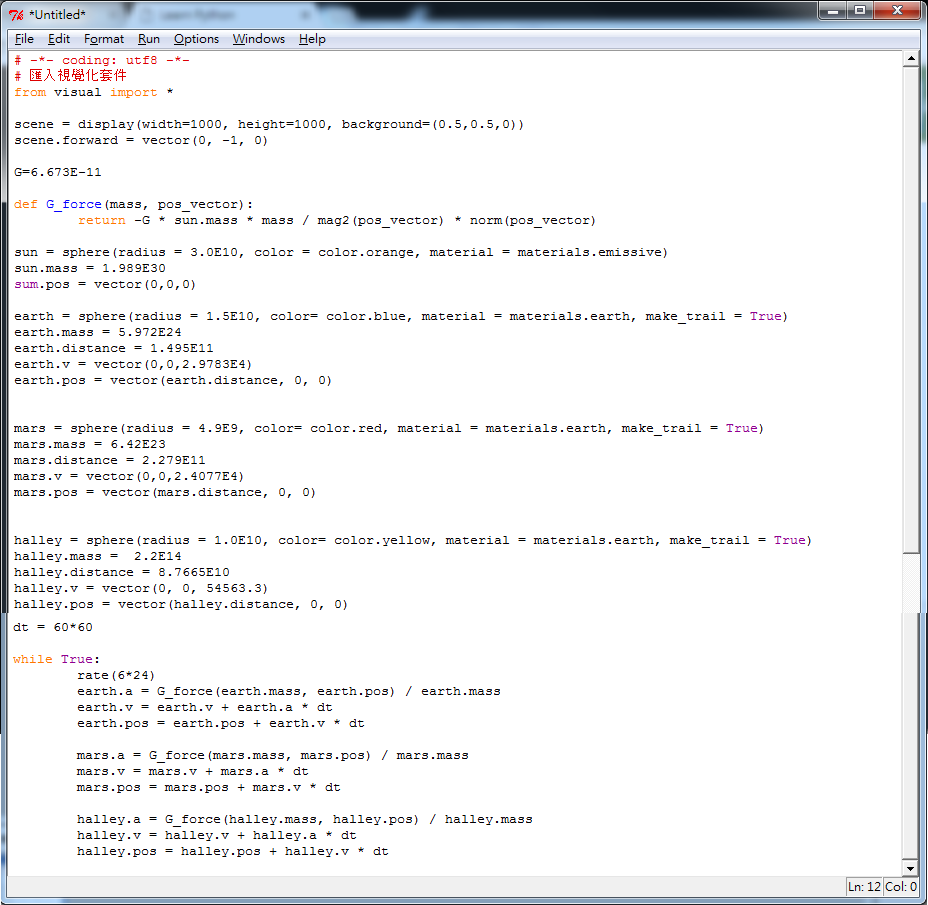 *Untitled*
Learn Python
File Edit Format Run Options Windows Help
# -*- coding: utf8 -*-
# 匯入視覺化套件
from visual import *
scene = display(width=1000, height=1000, background=(0.5,0.5,0))
scene.forward = vector(0, -1, 0)
G=6.673E-11
def G_force(mass, pos_vector):
return -G * sun.mass * mass / mag2(pos_vector) * norm(pos_vector)
sun = sphere(radius = 3.0E10, color = color.orange, material = materials.emissive)
sun.mass = 1.989E30
sum.pos = vector(0,0,0)
earth = sphere(radius = 1.5E10, color= color.blue, material = materials.earth, make_trail = True)
earth.mass = 5.972E24
earth.distance = 1.495E11
earth.v = vector(0,0,2.9783E4)
earth.pos = vector(earth.distance, 0, 0)
mars = sphere(radius = 4.9E9, color= color.red, material = materials.earth, make_trail = True)
mars.mass = 6.42E23
mars.distance = 2.279E11
mars.v = vector(0,0,2.4077E4)
mars.pos = vector(mars.distance, 0, 0)
halley = sphere(radius = 1.0E10, color= color.yellow, material = materials.earth, make_trail = True)
halley.mass =  2.2E14
halley.distance = 8.7665E10
halley.v = vector(0, 0, 54563.3)
halley.pos = vector(halley.distance, 0, 0)
dt = 60*60
while True:
rate(6*24)
earth.a = G_force(earth.mass, earth.pos) / earth.mass
earth.v = earth.v + earth.a * dt
earth.pos = earth.pos + earth.v * dt
mars.a = G_force(mars.mass, mars.pos) / mars.mass
mars.v = mars.v + mars.a * dt
mars.pos = mars.pos + mars.v * dt
halley.a = G_force(halley.mass, halley.pos) / halley.mass
halley.v = halley.v + halley.a * dt
halley.pos = halley.pos + halley.v * dt
Ln: 12 Col: 0